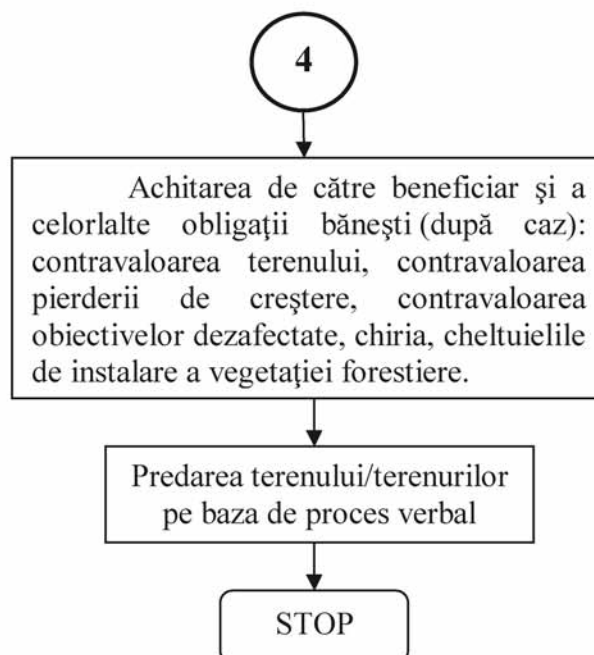 4
Achitarea de către beneficiar şi a
celorlalte obligaţii băneşti (după caz):
contravaloarea terenului, contravaloarea
pierderii de creştere, contravaloarea
obiectivelor dezafectate, chiria, cheltuielile
de instalare a vegetaţiei forestiere.
Predarea terenului/terenurilor
pe baza de proces verbal
STOP